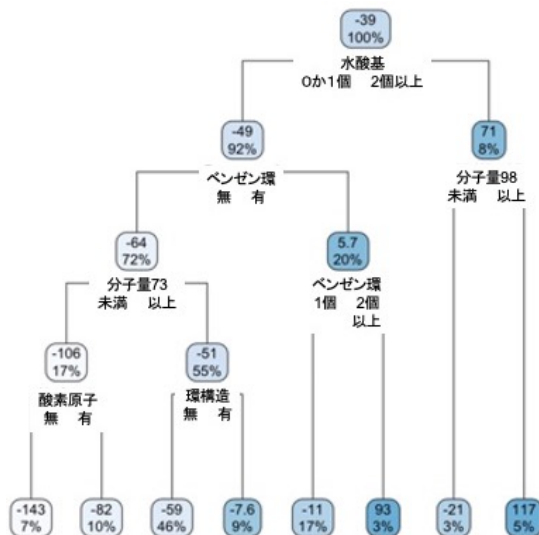 -39
100%
水酸基
0か1個 2個以上
-49
92%
71
8%
ベンゼン環
無 有
分子量98
未満 以上
-64
72%
5.7
20%
分子量73
未満 以上
ベンゼン環
1個 2個
以上
-106
17%
-51
55%
酸素原子
無 有
環構造
無 有
-143
7%
-82
10%
-59
46%
-7.6
9%
-11
17%
93
3%
-21
3%
117
5%